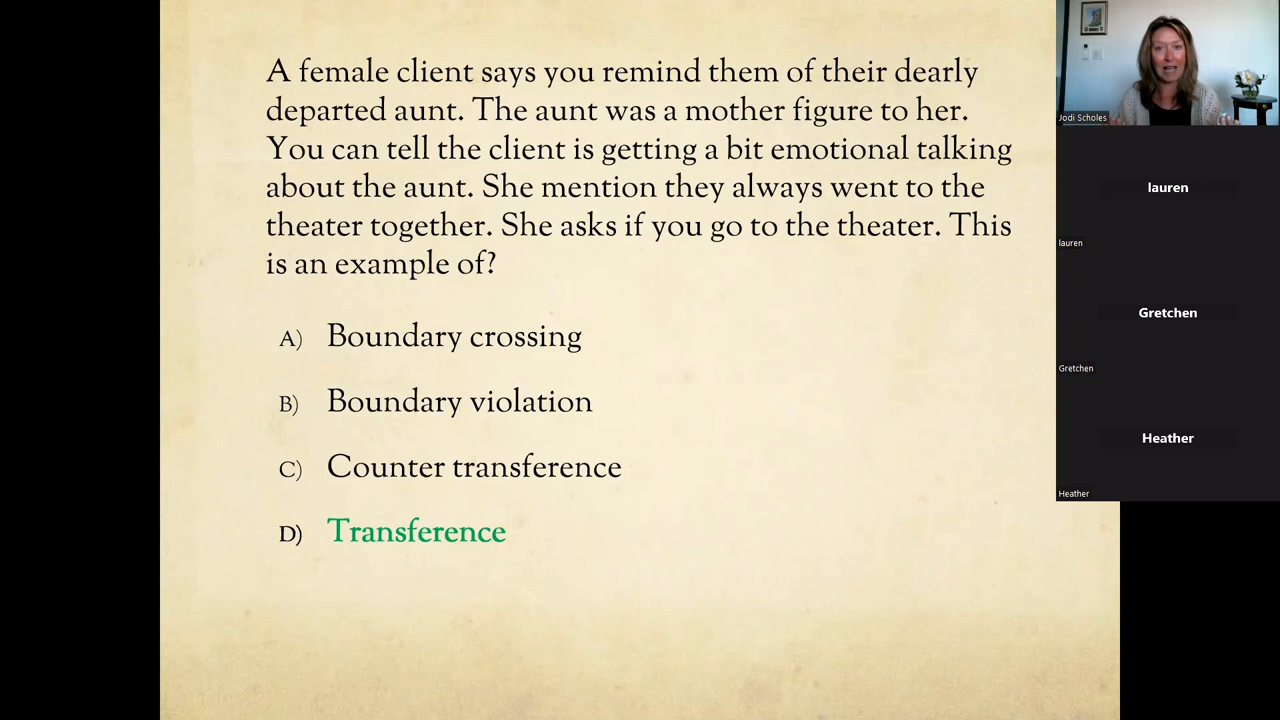 A female client says you remind them of their dearly
departed aunt. The aunt was a mother figure to her.
You can tell the client is getting a bit emotional talking
about the aunt. She mention they always went to the
theater together. She asks if you go to the theater. This
is an example of?
A) Boundary crossing
B) Boundary violation
C) Counter transference
D) Transference
Jodi Scholes
lauren
lauren
Gretchen
Gretchen
Heather
Heather